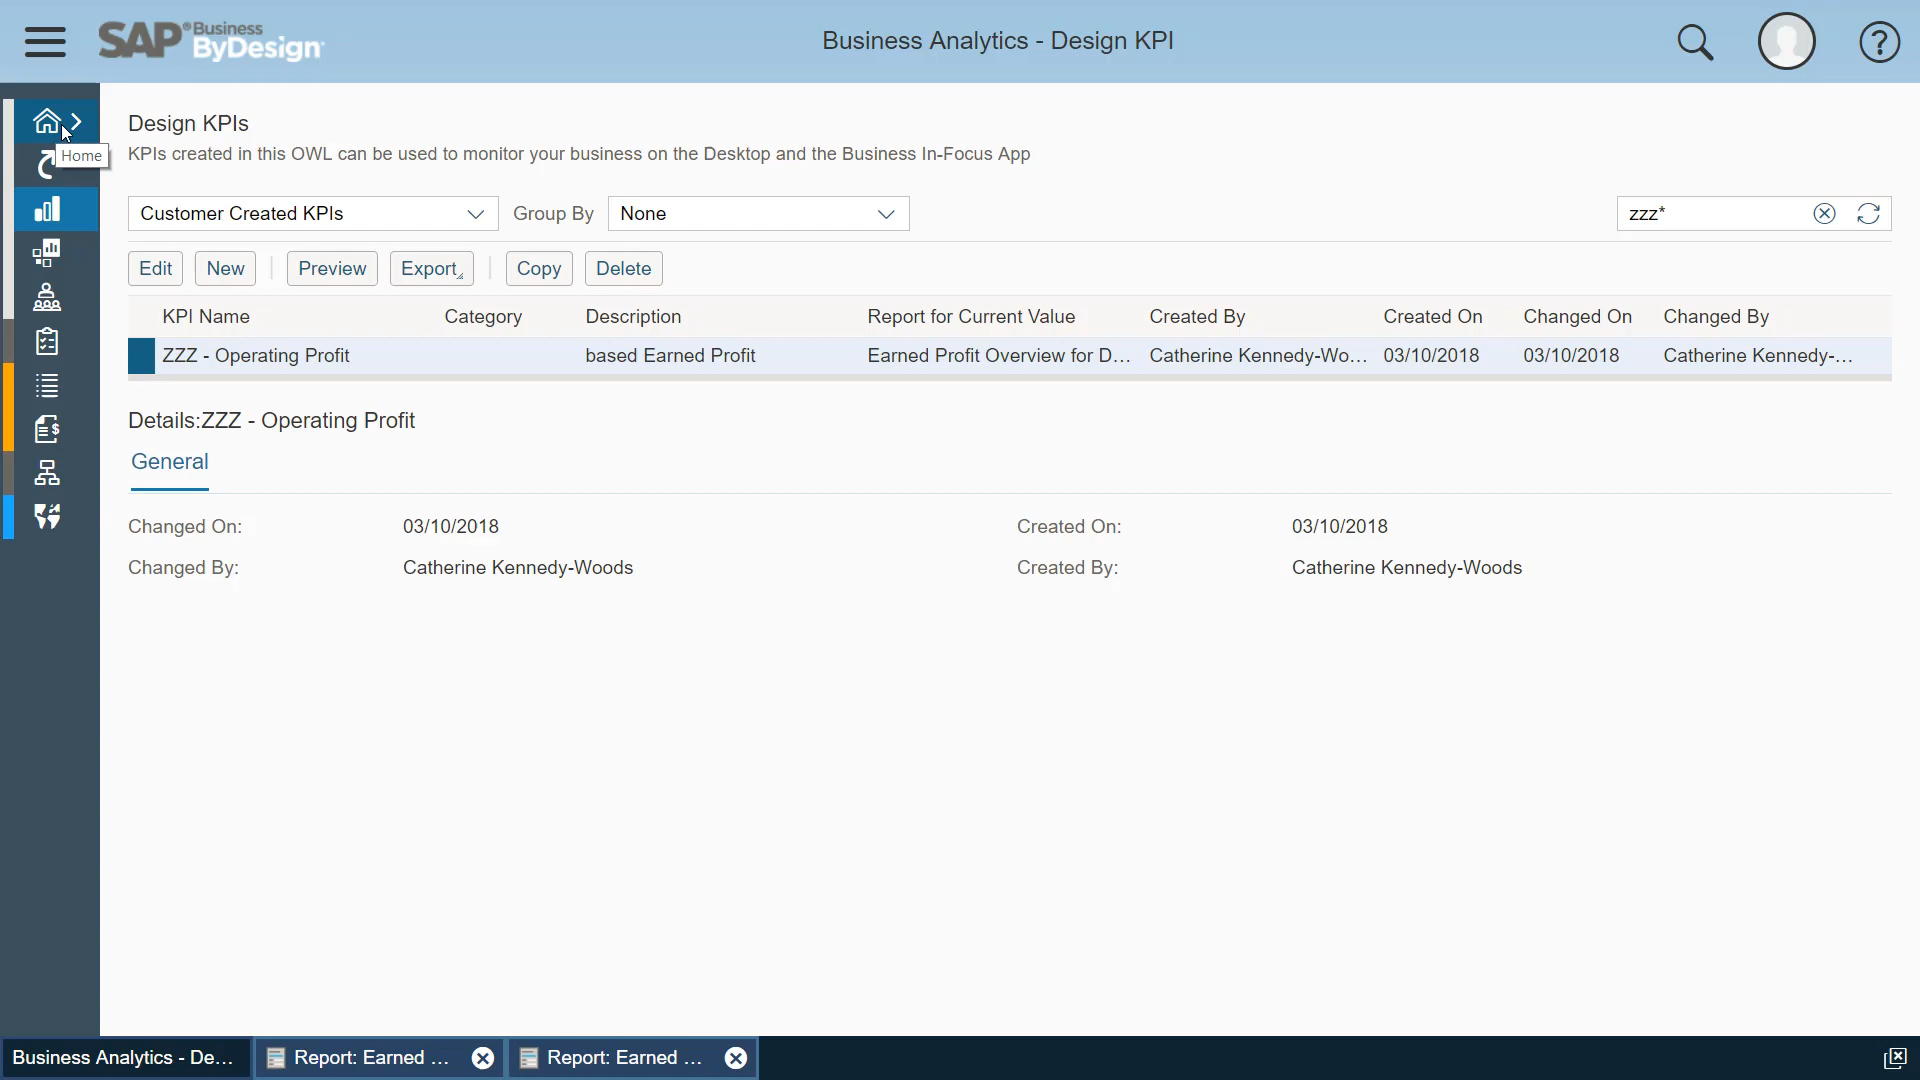 SAP® Business ByDesign
Business Analytics - Design KPI
?
Home
Design KPIs
KPIs created in this OWL can be used to monitor your business on the Desktop and the Business In-Focus App
Customer Created KPIs Group By None zzz*
Edit New Preview Export Copy Delete
KPI Name Category Description Report for Current Value Created By Created On Changed On Changed By
ZZZ - Operating Profit based Earned Profit Earned Profit Overview for D... Catherine Kennedy-Wo... 03/10/2018 03/10/2018 Catherine Kennedy-...
Details:ZZZ - Operating Profit
General
Changed On: 03/10/2018 Created On: 03/10/2018
Changed By: Catherine Kennedy-Woods Created By: Catherine Kennedy-Woods
Business Analytics - De... Report: Earned ... Report: Earned ...